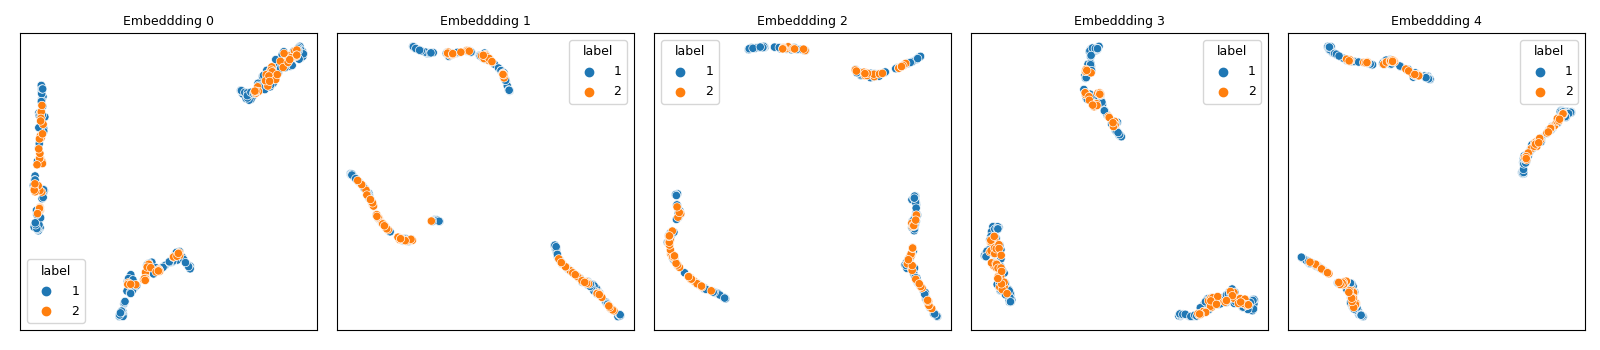 Embeddding 0
label
1
2
Embeddding 1
label
1
2
Embeddding 2
label
1
2
Embeddding 3
label
1
2
Embeddding 4
label
1
2